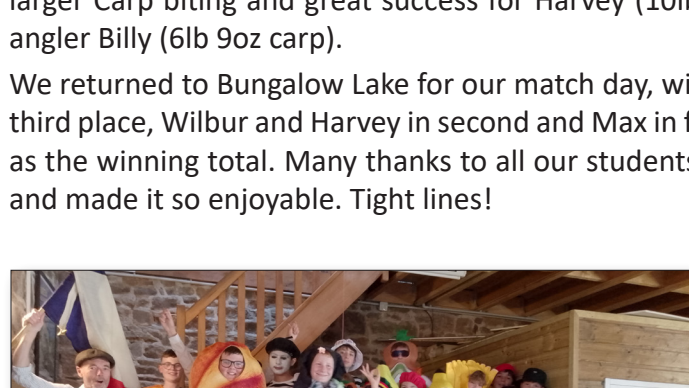 larger Carp biting and great success for Harvey (10lb
angler Billy (6lb 9oz carp).
We returned to Bungalow Lake for our match day, wi
third place, Wilbur and Harvey in second and Max in f
as the winning total. Many thanks to all our students
and made it so enjoyable. Tight lines!